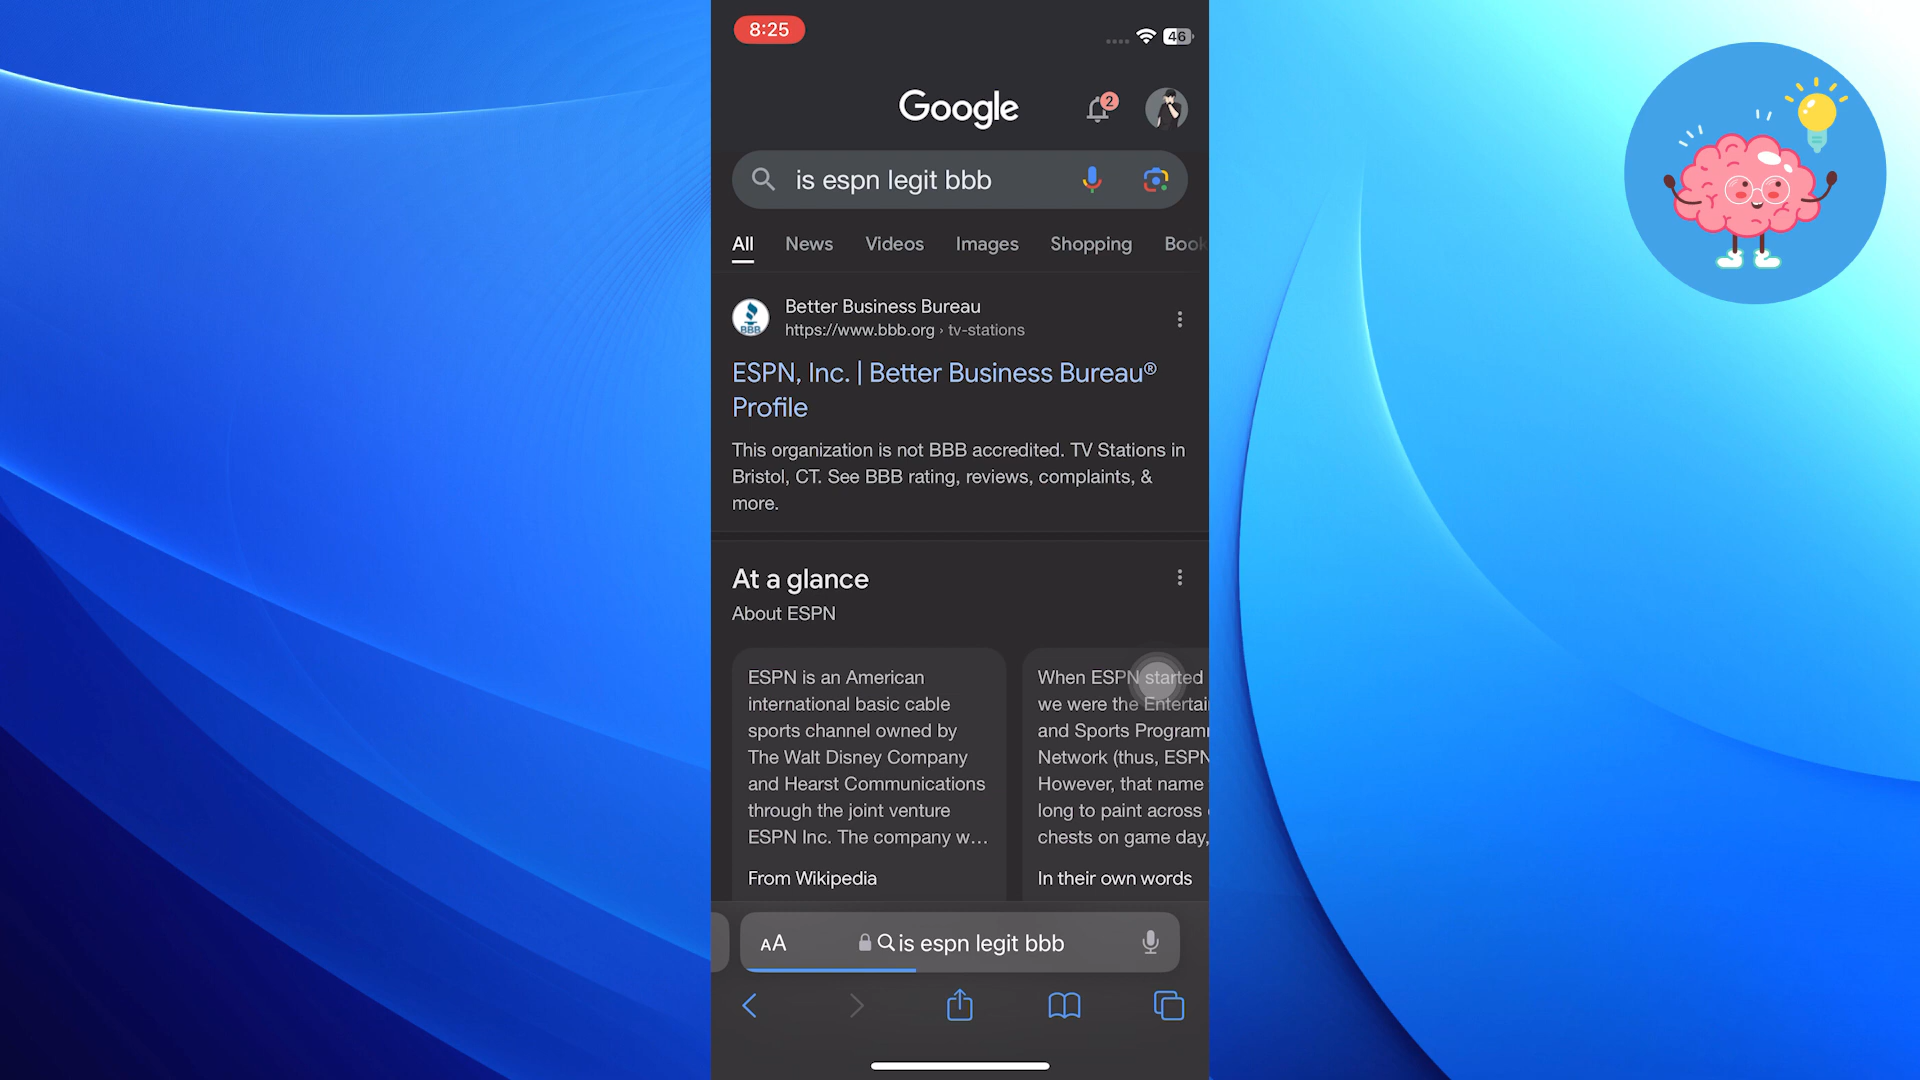 8:25
46
Google
2
is espn legit bbb
All News Videos Images Shopping Book
Better Business Bureau
https://www.bbb.org › tv-stations
BBB
ESPN, Inc. | Better Business Bureau®
Profile
This organization is not BBB accredited. TV Stations in
Bristol, CT. See BBB rating, reviews, complaints, &
more.
At a glance
About ESPN
ESPN is an American
international basic cable
sports channel owned by
The Walt Disney Company
and Hearst Communications
through the joint venture
ESPN Inc. The company w...
From Wikipedia
When ESPN started
we were the Entertai
and Sports Program
Network (thus, ESPN
However, that name
long to paint across
chests on game day,
In their own words
AA is espn legit bbb